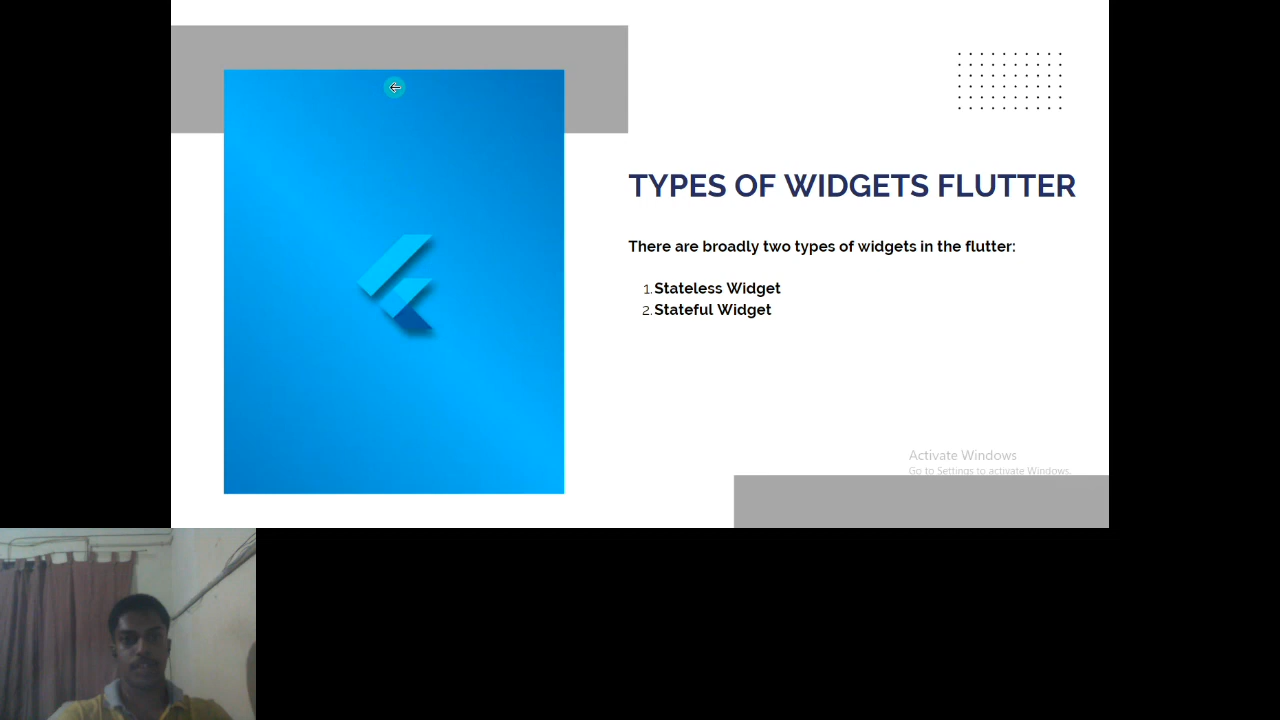 TYPES OF WIDGETS FLUTTER
There are broadly two types of widgets in the flutter:
1. Stateless Widget
2. Stateful Widget
Activate Windows
Go to Settings to activate Windows.